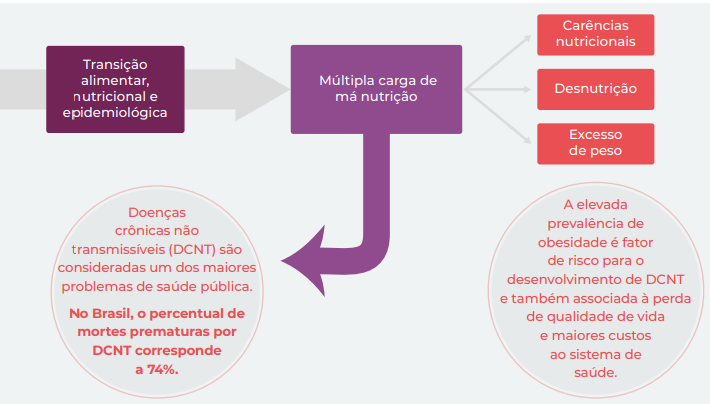 Transição
alimentar,
nutricional e
epidemiológica
Múltipla carga de
má nutrição
Carências
nutricionais
Desnutrição
Excesso
de peso
Doenças
crônicas não
transmissíveis (DCNT) são
consideradas um dos maiores
problemas de saúde pública.
No Brasil, o percentual de
mortes prematuras por
DCNT corresponde
a 74%.
A elevada
prevalência de
obesidade é fator
de risco para o
desenvolvimento de DCNT
e também associada à perda
de qualidade de vida
e maiores custos
ao sistema de
saúde.